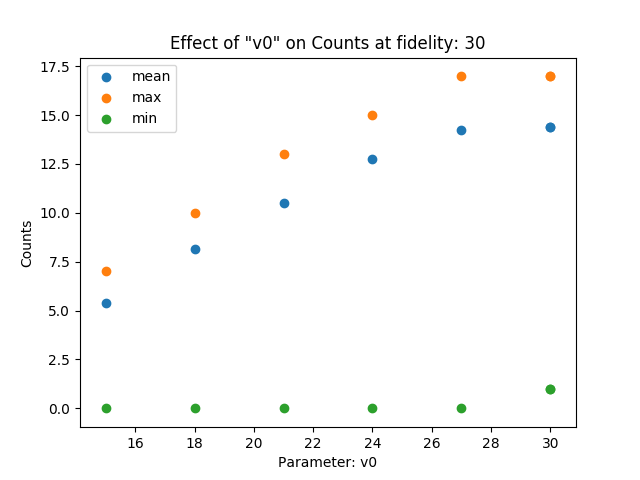 Effect of "v0" on Counts at fidelity: 30
mean
max
min
17.5
15.0
12.5
10.0
7.5
5.0
2.5
0.0
Counts
16 18 20 22 24 26 28 30
Parameter: v0